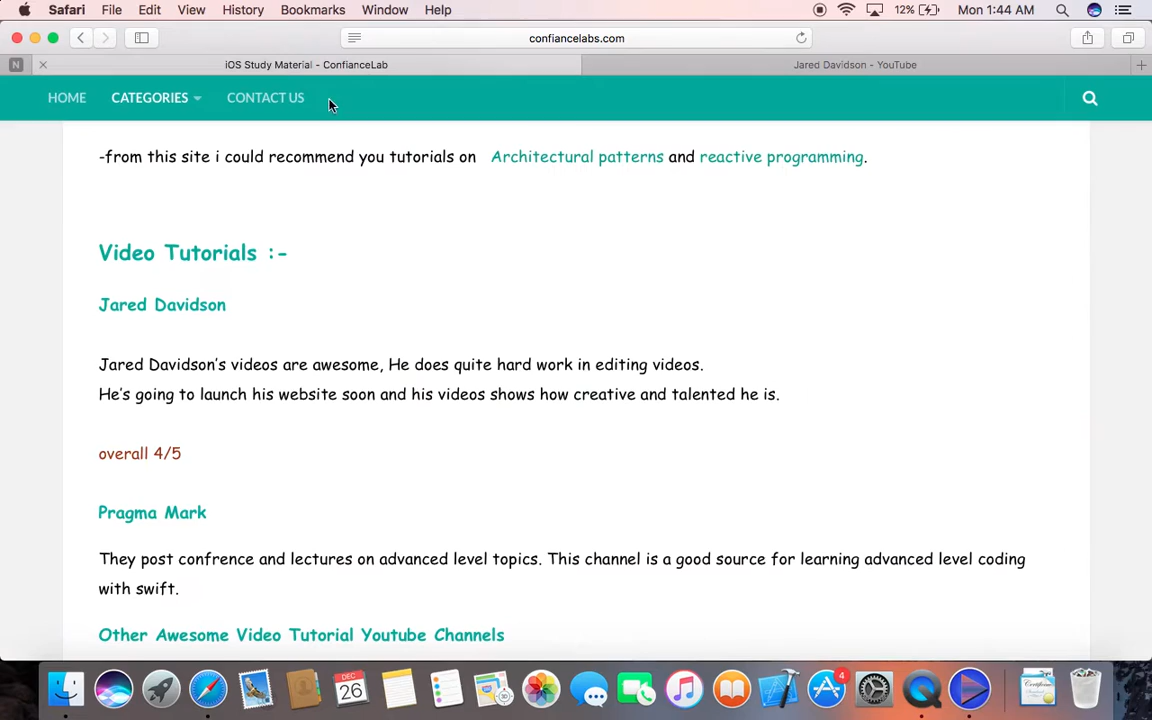 Safari File Edit View History Bookmarks Window Help 12% Mon 1:44 AM
confiancelabs.com
N iOS Study Material - ConfianceLab Jared Davidson - YouTube
HOME CATEGORIES CONTACT US
-from this site i could recommend you tutorials on Architectural patterns and reactive programming.
Video Tutorials :-
Jared Davidson
Jared Davidson's videos are awesome, He does quite hard work in editing videos.
He's going to launch his website soon and his videos shows how creative and talented he is.
overall 4/5
Pragma Mark
They post confrence and lectures on advanced level topics. This channel is a good source for learning advanced level coding
with swift.
Other Awesome Video Tutorial Youtube Channels
DEC
26
4